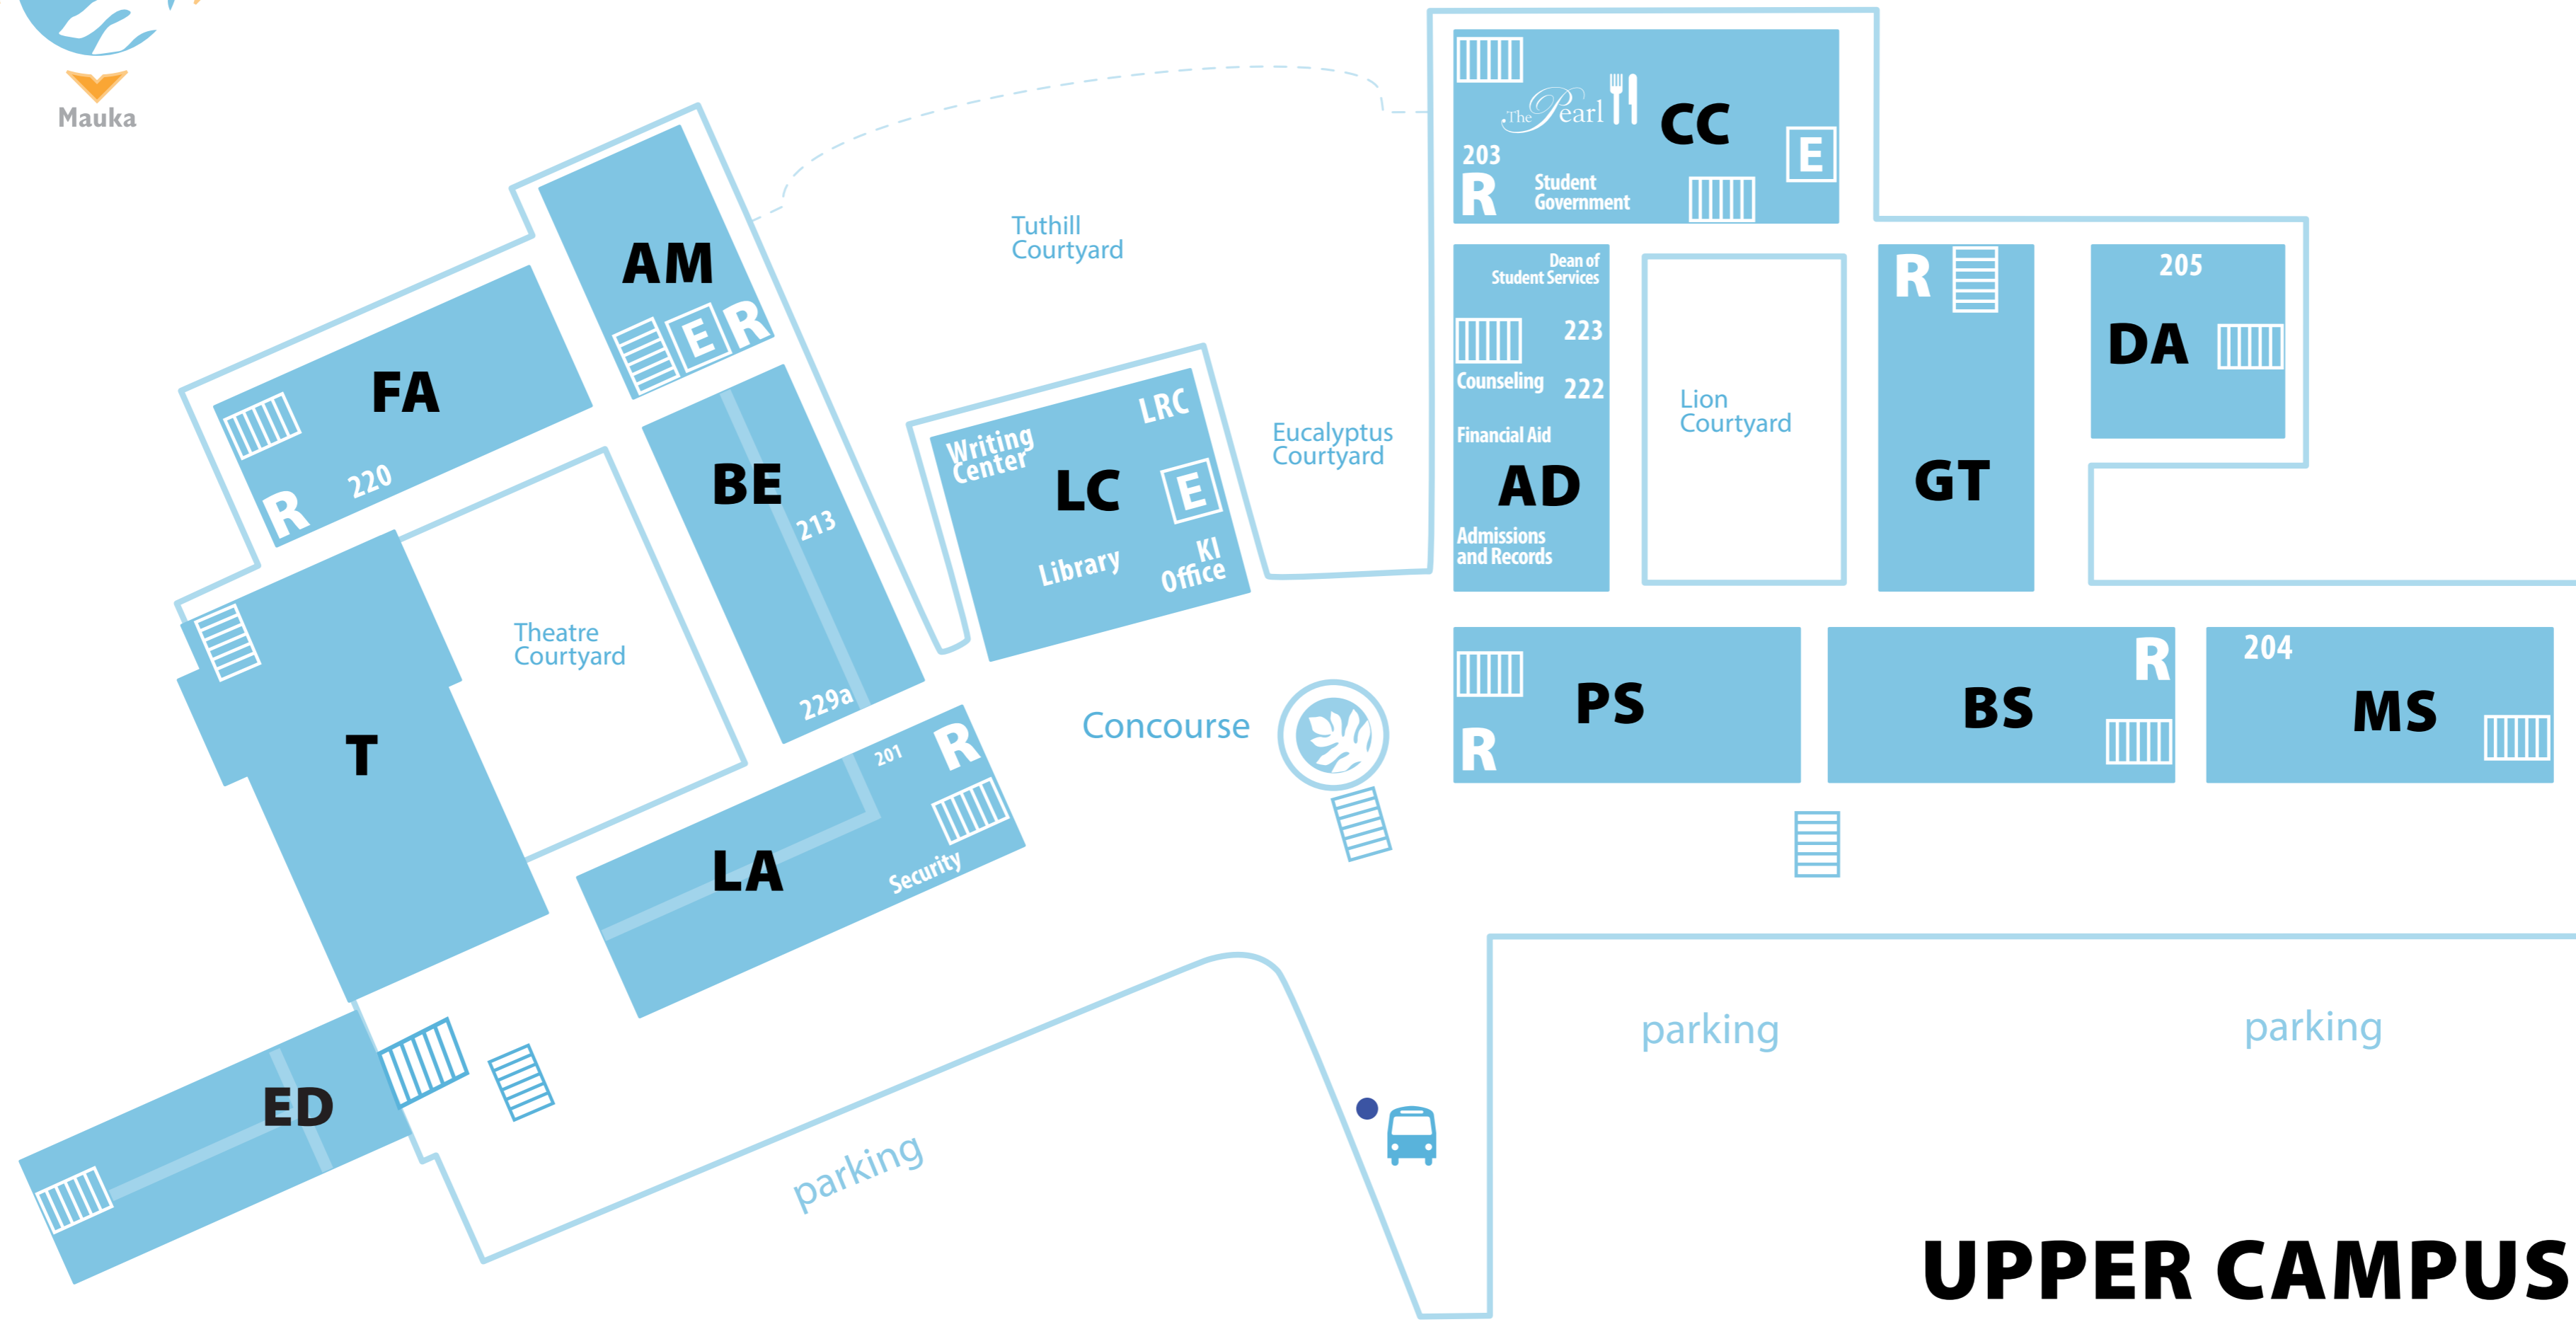 Mauka
The Pearl
CC
E
203
R
Student
Government
AM
E
R
Tuthill
Courtyard
FA
220
R
BE
213
229a
Writing
Center
LRC
LC
E
Library
KI
Office
Eucalyptus
Courtyard
Dean of
Student Services
223
Counseling
222
Financial Aid
AD
Admissions
and Records
Lion
Courtyard
R
GT
205
DA
Theatre
Courtyard
T
201
R
LA
Security
Concourse
PS
R
R
BS
204
MS
ED
parking
parking
parking
UPPER CAMPUS